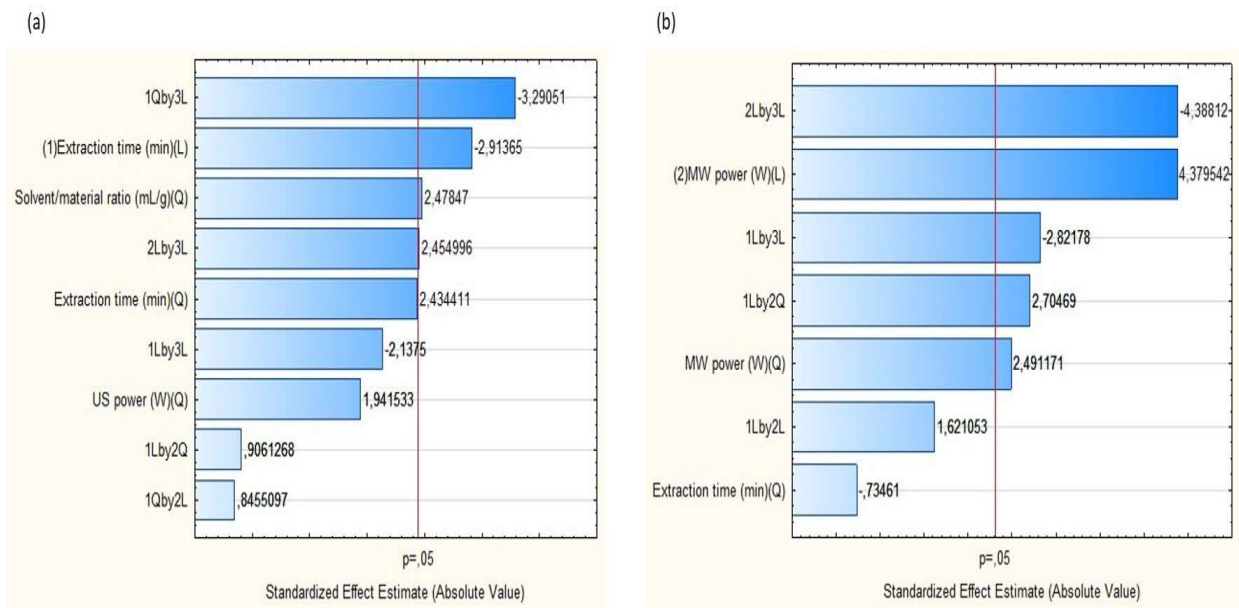 (a)
1Qby3L
-3,29051
(1)Extraction time (min)(L)
-2,91365
Solvent/material ratio (mL/g)(Q)
2,47847
2Lby3L
2,454996
Extraction time (min)(Q)
2,434411
1Lby3L
-2,1375
US power (W)(Q)
1,941533
1Lby2Q
,9061268
1Qby2L
,8455097
p=,05
Standardized Effect Estimate (Absolute Value)
(b)
2Lby3L
-4,38812
(2)MW power (W)(L)
4,379542
1Lby3L
-2,82178
1Lby2Q
2,70469
MW power (W)(Q)
2,491171
1Lby2L
1,621053
Extraction time (min)(Q)
-,73461
p=,05
Standardized Effect Estimate (Absolute Value)